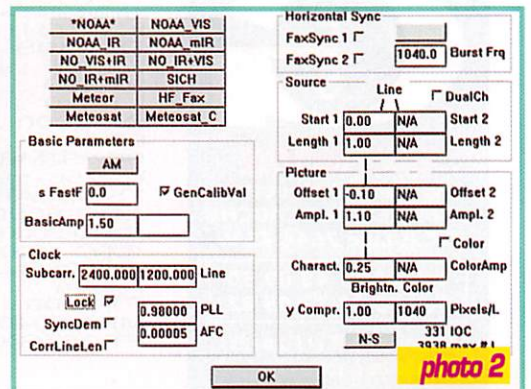 *NOAA* NOAA_VIS
NOAA_IR NOAA_mIR
NO_VIS+IR NO_IR+VIS
NO_IR+mIR SICH
Meteor HF_Fax
Meteosat Meteosat_C
Basic Parameters
AM
s FastF 0.0 GenCalibVal
BasicAmp 1.50
Clock
Subcarr. 2400.000 1200.000 Line
Lock
0.98000 PLL
SyncDem
0.00005 AFC
CorrLineLen
Horizontal Sync
FaxSync 1
FaxSync 2 1040.0 Burst Frq
Source
Line
DualCh
Start 1 0.00 N/A Start 2
Length 1 1.00 N/A Length 2
Picture
Offset 1 -0.10 N/A Offset 2
Ampl. 1 1.10 N/A Ampl. 2
Color
Charact. 0.25 N/A ColorAmp
Brightn. Color
y Compr. 1.00 1040 Pixels/L
N-S 331 IOC
3938 max # L
OK
photo 2